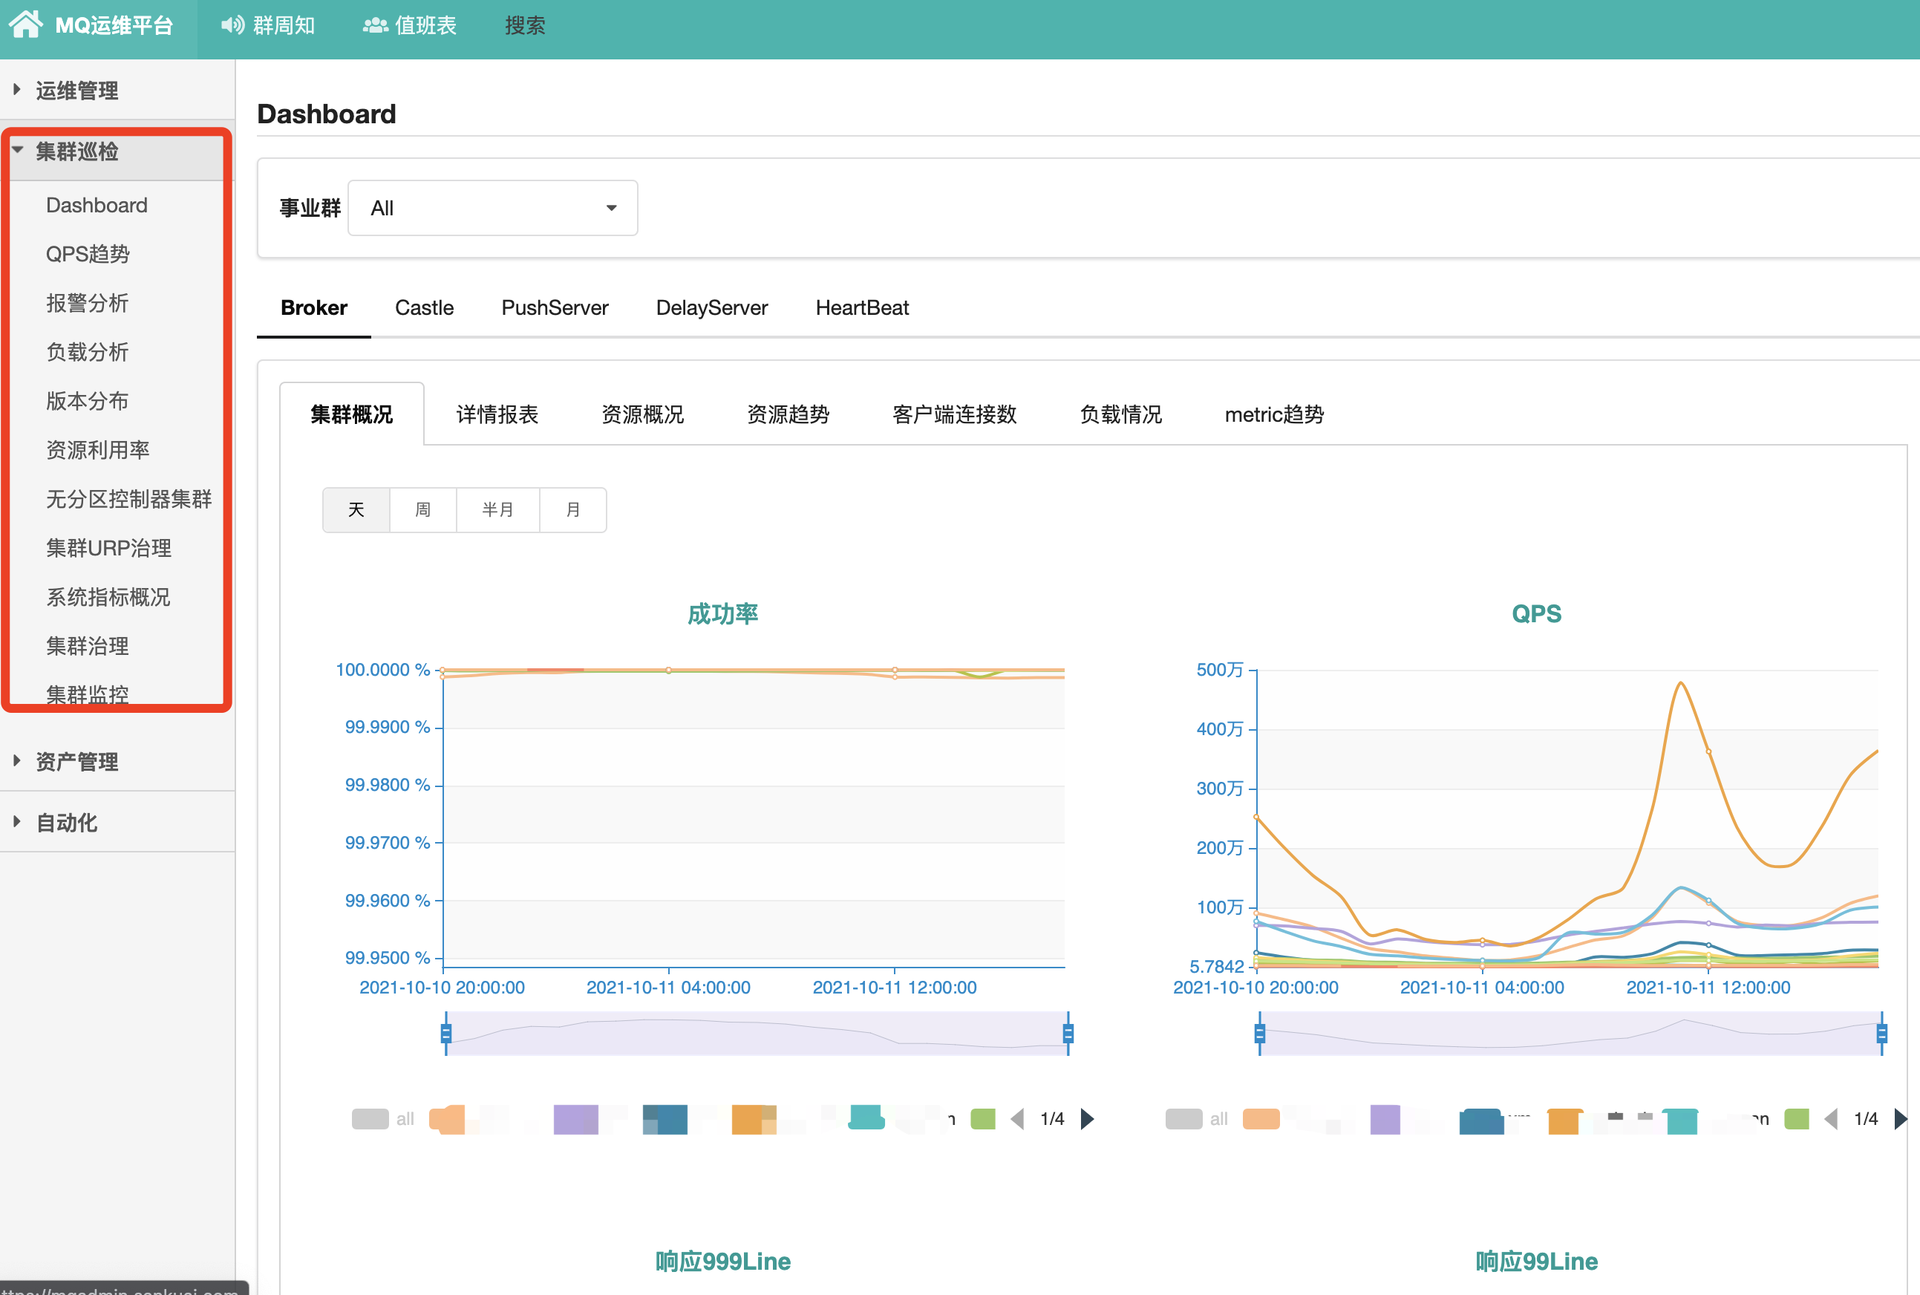 MQ运维平台 群周知 值班表 搜索
运维管理
集群巡检
Dashboard
QPS趋势
报警分析
负载分析
版本分布
资源利用率
无分区控制器集群
集群URP治理
系统指标概况
集群治理
集群监控
资产管理
自动化
Dashboard
事业群 All
Broker Castle PushServer DelayServer HeartBeat
集群概况 详情报表 资源概况 资源趋势 客户端连接数 负载情况 metric趋势
天 周 半月 月
成功率
100.0000 %
99.9900 %
99.9800 %
99.9700 %
99.9600 %
99.9500 %
2021-10-10 20:00:00 2021-10-11 04:00:00 2021-10-11 12:00:00
all 1/4
QPS
500万
400万
300万
200万
100万
5.7842
2021-10-10 20:00:00 2021-10-11 04:00:00 2021-10-11 12:00:00
all 1/4
响应999Line
响应99Line